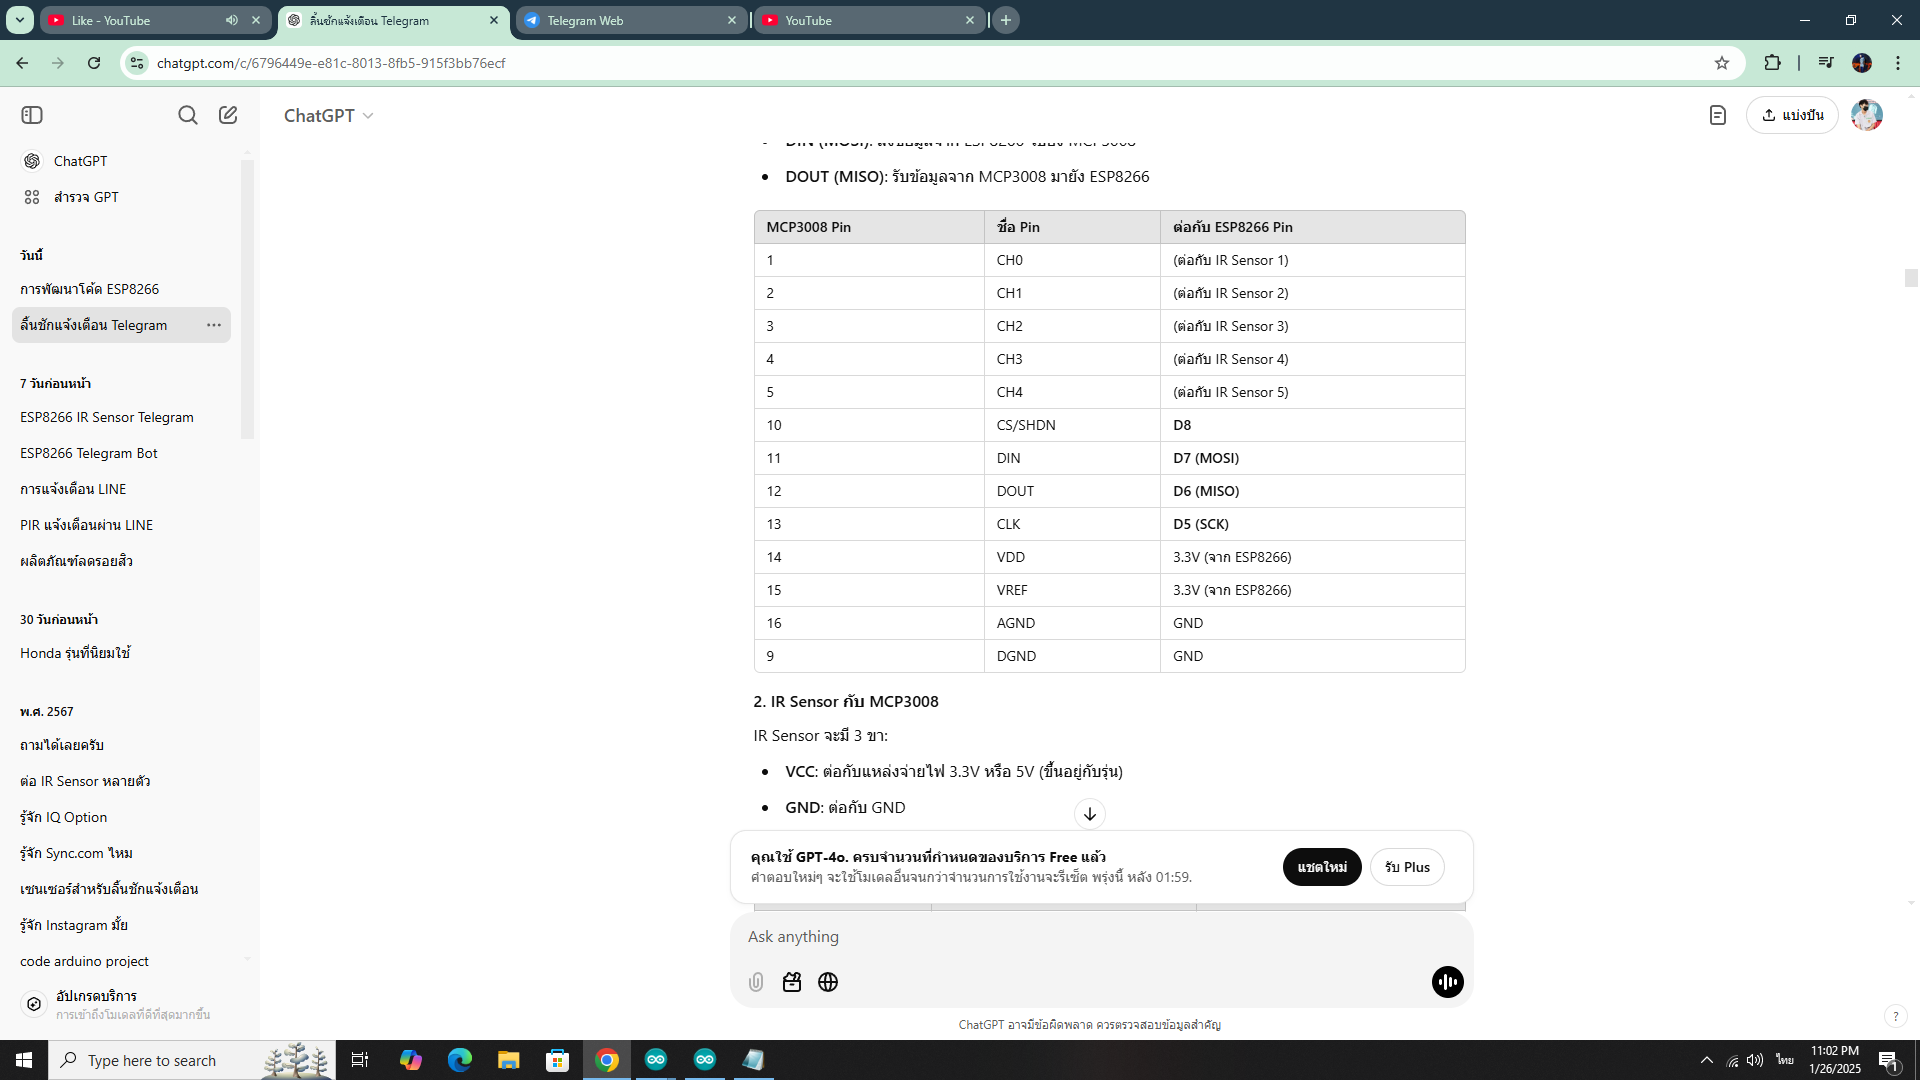 Like - YouTube
ลิ้นชักแจ้งเตือน Telegram
Telegram Web
YouTube
chatgpt.com/c/6796449e-e81c-8013-8fb5-915f3bb76ecf
ChatGPT
แบ่งปัน
ChatGPT
สำรวจ GPT
วันนี้
การพัฒนาโค้ด ESP8266
ลิ้นชักแจ้งเตือน Telegram
7 วันก่อนหน้า
ESP8266 IR Sensor Telegram
ESP8266 Telegram Bot
การแจ้งเตือน LINE
PIR แจ้งเตือนผ่าน LINE
ผลิตภัณฑ์ลดรอยสิว
30 วันก่อนหน้า
Honda รุ่นที่นิยมใช้
พ.ศ. 2567
ถามได้เลยครับ
ต่อ IR Sensor หลายตัว
รู้จัก IQ Option
รู้จัก Sync.com ไหม
เซนเซอร์สำหรับลิ้นชักแจ้งเตือน
รู้จัก Instagram มั้ย
code arduino project
อัปเกรดบริการ
การเข้าถึงโมเดลที่ดีที่สุดมากขึ้น
DIN (MOSI): ส่งข้อมูลจาก ESP8266 ไปยัง MCP3008
DOUT (MISO): รับข้อมูลจาก MCP3008 มายัง ESP8266
MCP3008 Pin ชื่อ Pin ต่อกับ ESP8266 Pin
1 CH0 (ต่อกับ IR Sensor 1)
2 CH1 (ต่อกับ IR Sensor 2)
3 CH2 (ต่อกับ IR Sensor 3)
4 CH3 (ต่อกับ IR Sensor 4)
5 CH4 (ต่อกับ IR Sensor 5)
10 CS/SHDN D8
11 DIN D7 (MOSI)
12 DOUT D6 (MISO)
13 CLK D5 (SCK)
14 VDD 3.3V (จาก ESP8266)
15 VREF 3.3V (จาก ESP8266)
16 AGND GND
9 DGND GND
2. IR Sensor กับ MCP3008
IR Sensor จะมี 3 ขา:
VCC: ต่อกับแหล่งจ่ายไฟ 3.3V หรือ 5V (ขึ้นอยู่กับรุ่น)
GND: ต่อกับ GND
คุณใช้ GPT-4o. ครบจำนวนที่กำหนดของบริการ Free แล้ว
คำตอบใหม่ๆ จะใช้โมเดลอื่นจนกว่าจำนวนการใช้งานจะรีเซ็ต พรุ่งนี้ หลัง 01:59.
แชตใหม่
รับ Plus
Ask anything
ChatGPT อาจมีข้อผิดพลาด ควรตรวจสอบข้อมูลสำคัญ
?
Type here to search
ไทย
11:02 PM
1/26/2025
1